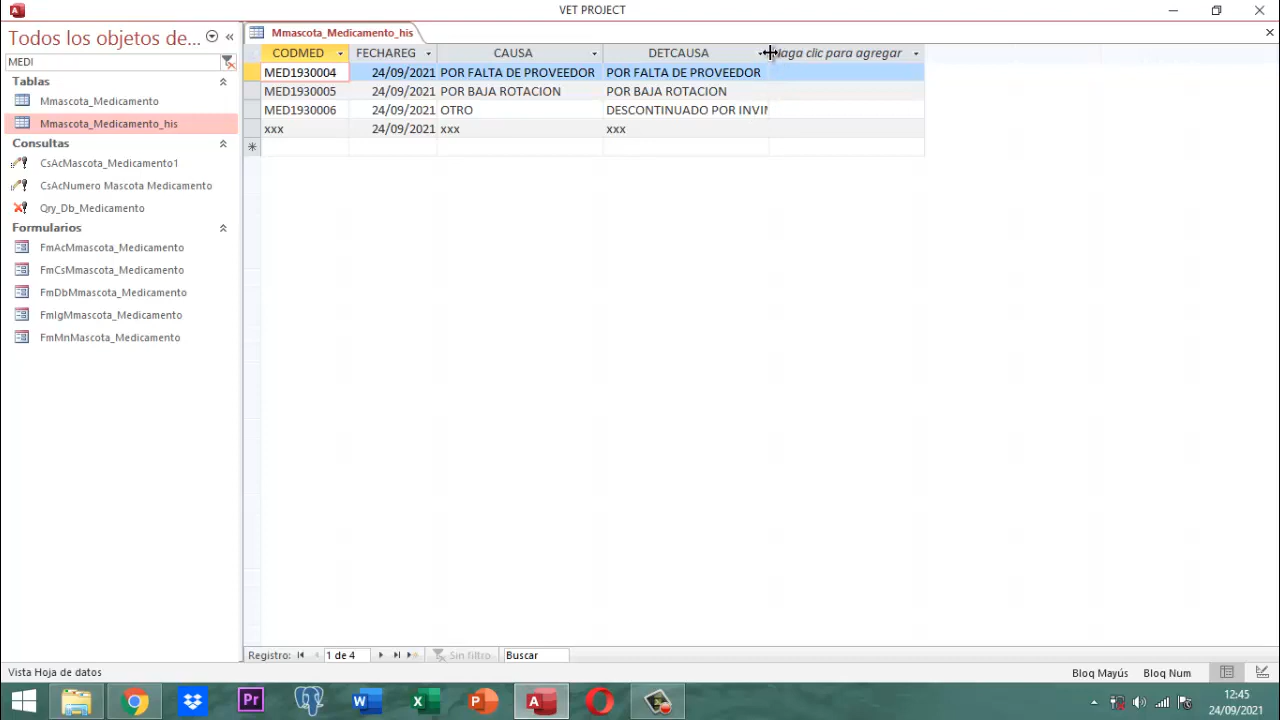 VET PROJECT
Todos los objetos de...
MEDI
Tablas
Mmascota_Medicamento
Mmascota_Medicamento_his
Consultas
CsAcMascota_Medicamento1
CsAcNumero Mascota Medicamento
Qry_Db_Medicamento
Formularios
FmAcMmascota_Medicamento
FmCsMmascota_Medicamento
FmDbMmascota_Medicamento
FmIgMmascota_Medicamento
FmMnMascota_Medicamento
Mmascota_Medicamento_his
CODMED FECHAREG CAUSA DETCAUSA Haga clic para agregar
MED1930004 24/09/2021 POR FALTA DE PROVEEDOR POR FALTA DE PROVEEDOR
MED1930005 24/09/2021 POR BAJA ROTACION POR BAJA ROTACION
MED1930006 24/09/2021 OTRO DESCONTINUADO POR INVIN
xxx 24/09/2021 xxx xxx
Registro: 1 de 4 Sin filtro Buscar
Vista Hoja de datos Bloq Mayús Bloq Num
12:45
24/09/2021